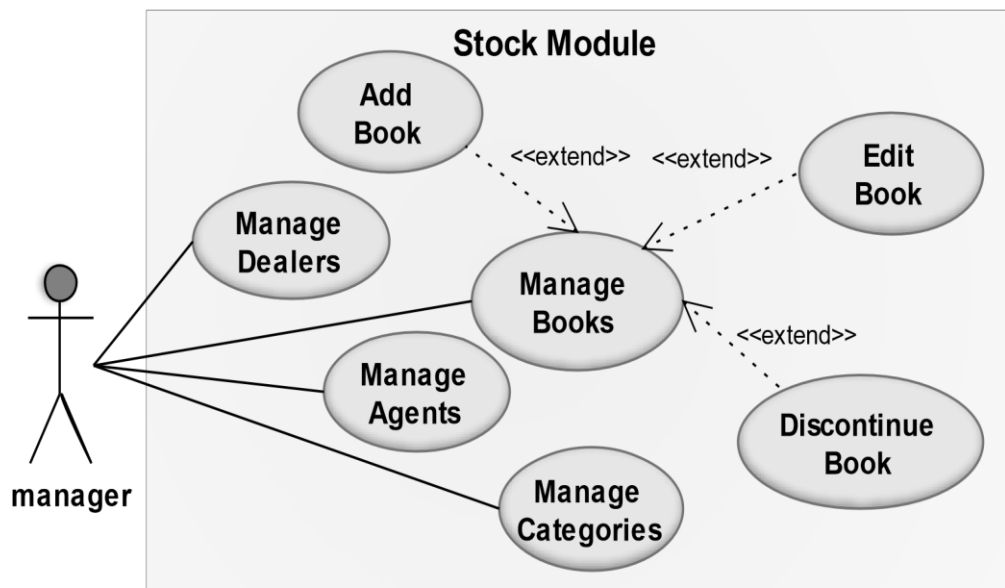 Stock Module
Add
Book
<<extend>>
<<extend>>
Edit
Book
Manage
Dealers
Manage
Books
<<extend>>
Manage
Agents
Discontinue
Book
Manage
Categories
manager